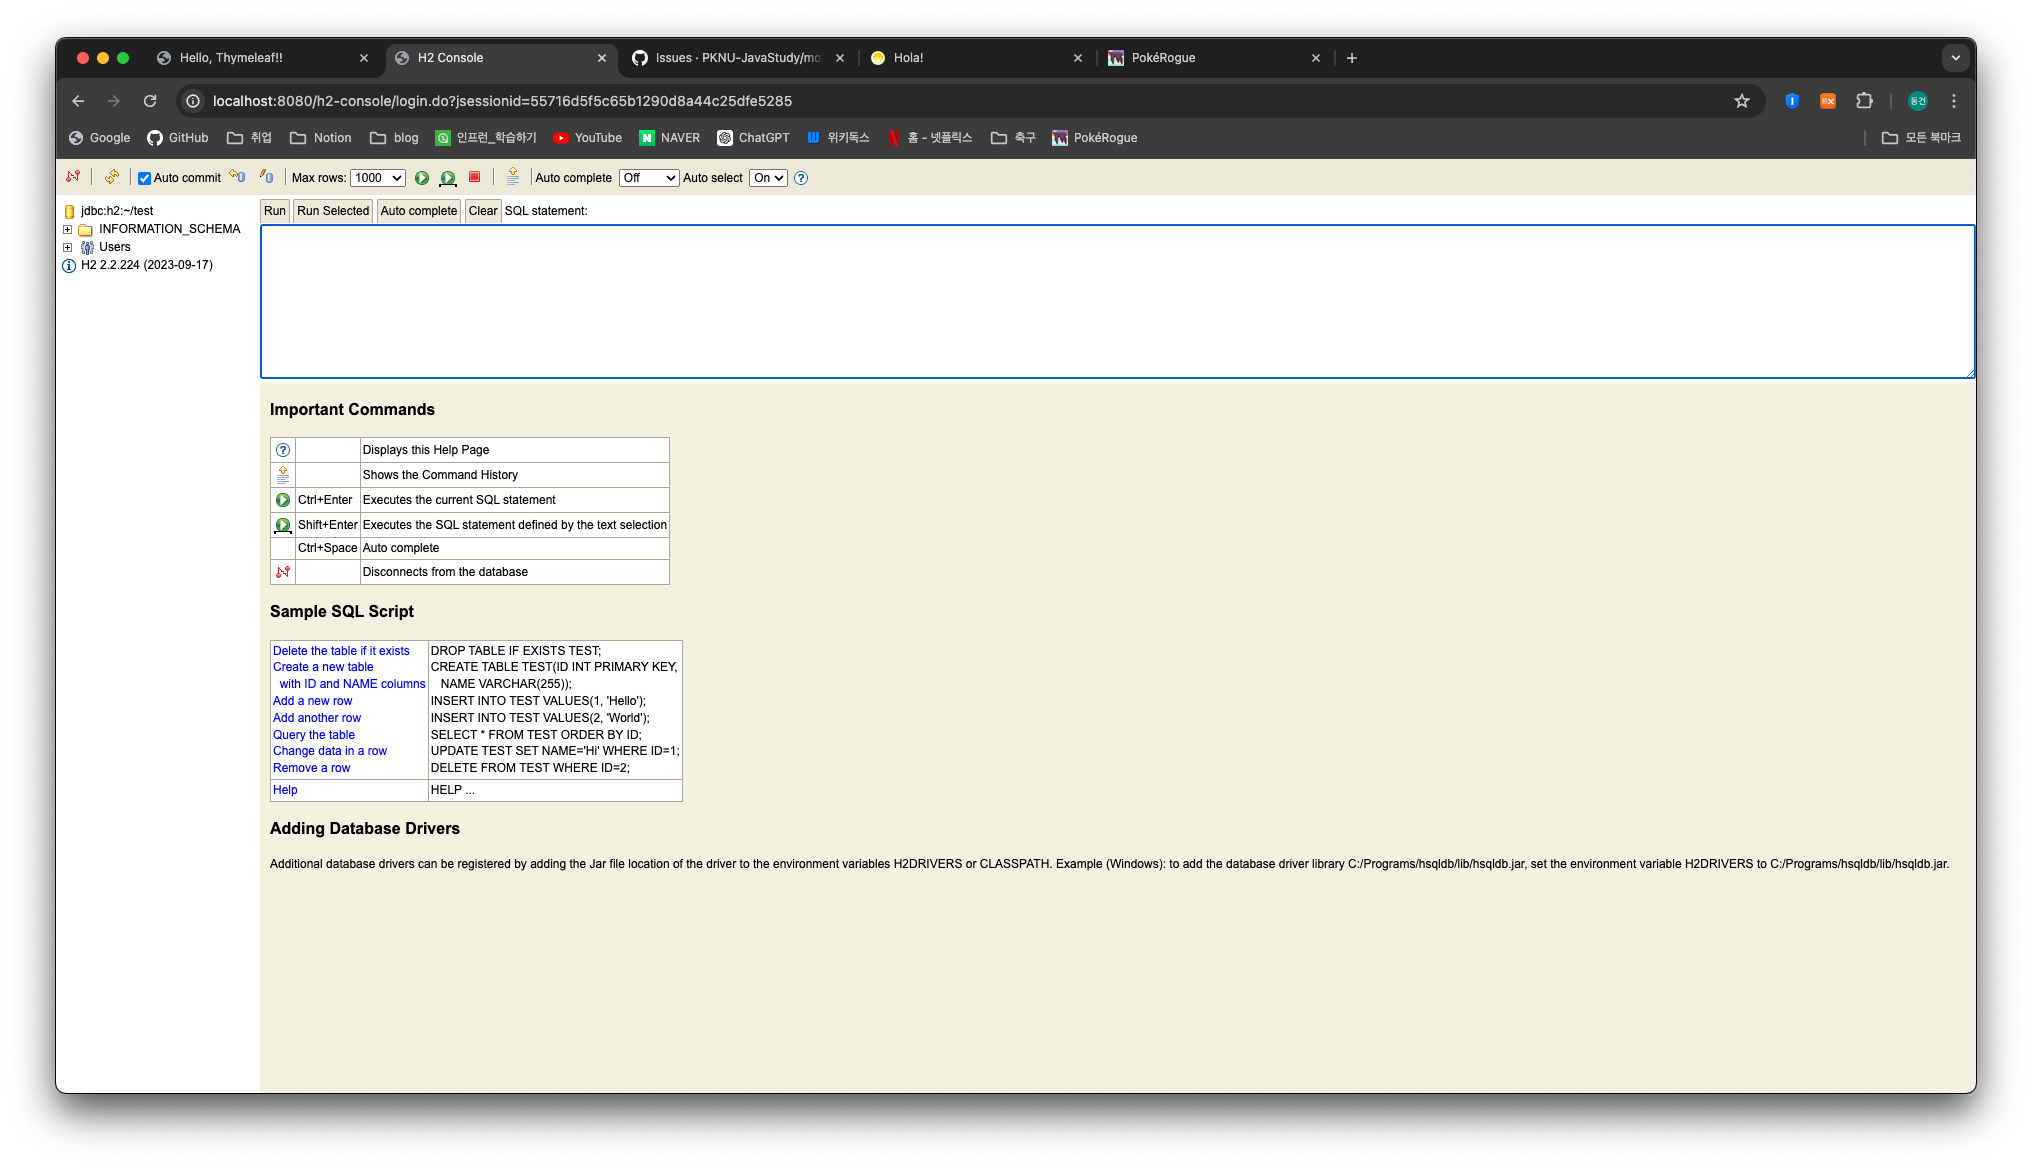 Hello, Thymeleaf!!
H2 Console
Issues · PKNU-JavaStudy/mo
Hola!
PokéRogue
localhost:8080/h2-console/login.do?jsessionid=55716d5f5c65b1290d8a44c25dfe5285
EX
동건
Google
GitHub
취업
Notion
blog
인프런_학습하기
YouTube
NAVER
ChatGPT
위키독스
홈 - 넷플릭스
축구
PokéRogue
모든 북마크
Auto commit
Max rows: 1000
Auto complete Off
Auto select On
jdbc:h2:~/test
INFORMATION_SCHEMA
Users
H2 2.2.224 (2023-09-17)
Run
Run Selected
Auto complete
Clear
SQL statement:
Important Commands
Displays this Help Page
Shows the Command History
Ctrl+Enter Executes the current SQL statement
Shift+Enter Executes the SQL statement defined by the text selection
Ctrl+Space Auto complete
Disconnects from the database
Sample SQL Script
Delete the table if it exists DROP TABLE IF EXISTS TEST;
Create a new table CREATE TABLE TEST(ID INT PRIMARY KEY,
with ID and NAME columns NAME VARCHAR(255));
Add a new row INSERT INTO TEST VALUES(1, 'Hello');
Add another row INSERT INTO TEST VALUES(2, 'World');
Query the table SELECT * FROM TEST ORDER BY ID;
Change data in a row UPDATE TEST SET NAME='Hi' WHERE ID=1;
Remove a row DELETE FROM TEST WHERE ID=2;
Help HELP ...
Adding Database Drivers
Additional database drivers can be registered by adding the Jar file location of the driver to the environment variables H2DRIVERS or CLASSPATH. Example (Windows): to add the database driver library C:/Programs/hsqldb/lib/hsqldb.jar, set the environment variable H2DRIVERS to C:/Programs/hsqldb/lib/hsqldb.jar.